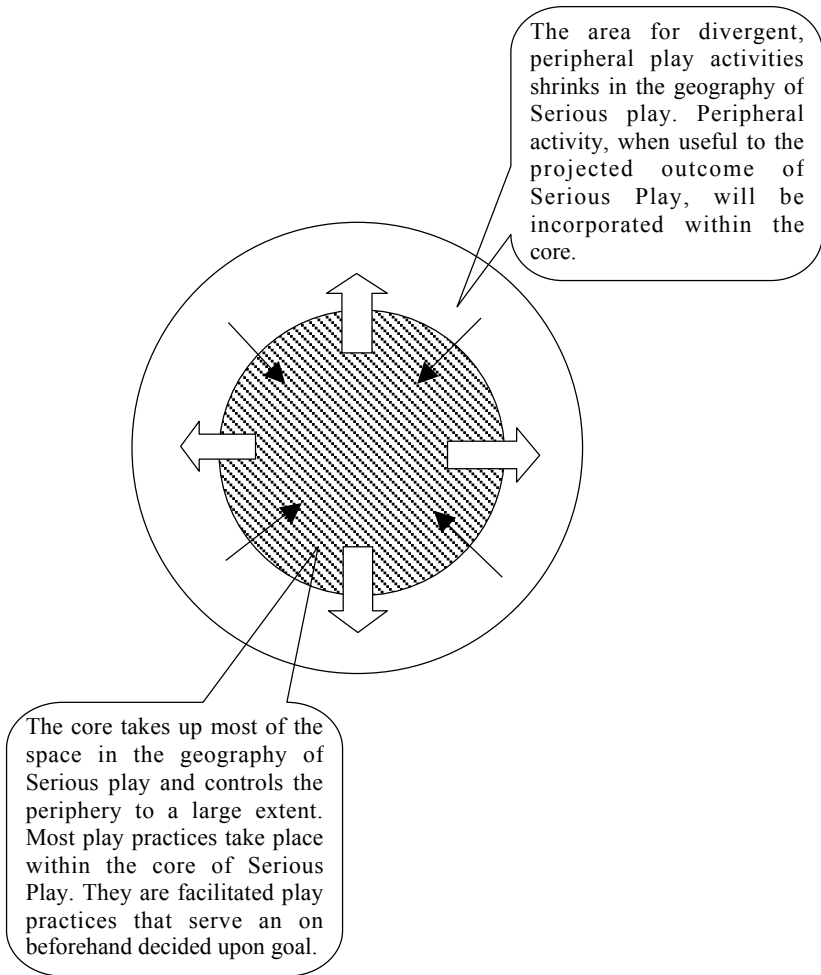 The area for divergent,
peripheral play activities
shrinks in the geography of
Serious play. Peripheral
activity, when useful to the
projected outcome of
Serious Play, will be
incorporated within the
core.
The core takes up most of the
space in the geography of
Serious play and controls the
periphery to a large extent.
Most play practices take place
within the core of Serious
Play. They are facilitated play
practices that serve an on
beforehand decided upon goal.